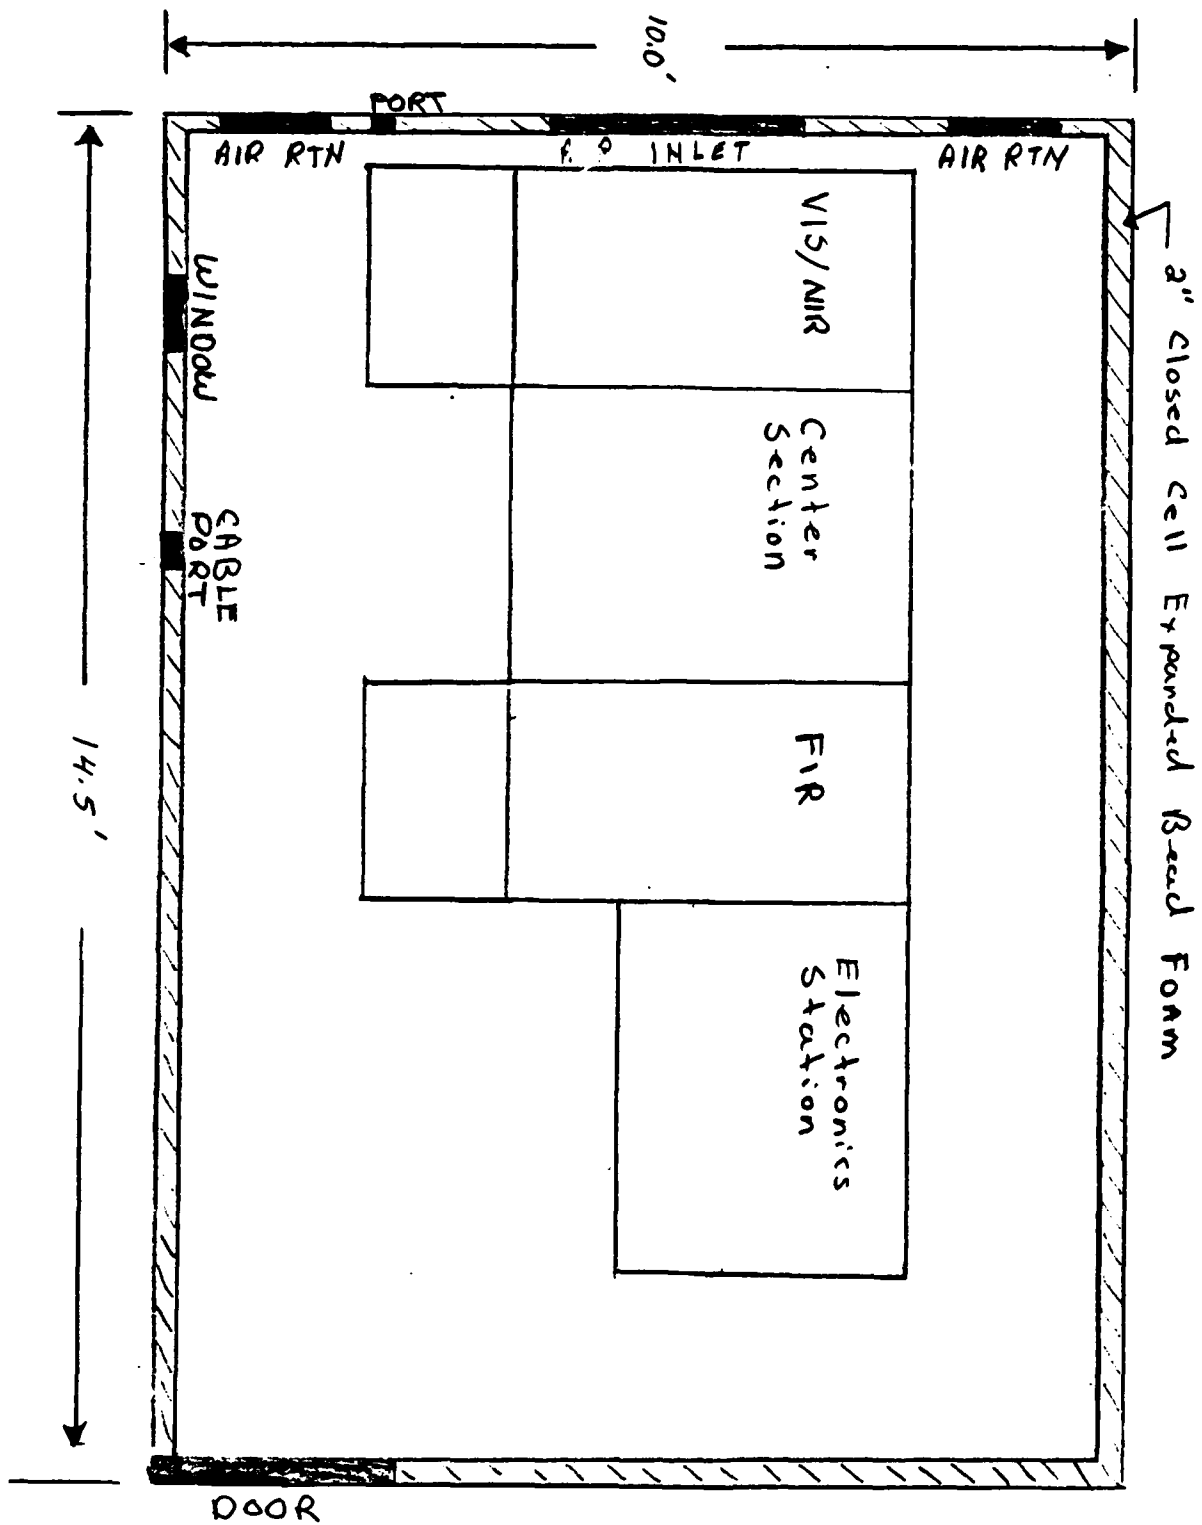 10.0'
PORT
AIR RTN
INLET
AIR RTN
2" Closed Cell Expanded Bead Foam
VIS/NIR
WINDOW
Center
Section
CABLE
PORT
FIR
14.5'
Electronics
Station
DOOR